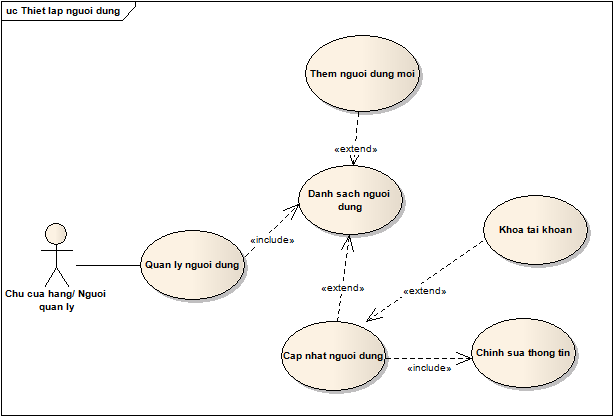 uc Thiet lap nguoi dung
Them nguoi dung moi
«extend»
Danh sach nguoi
dung
Khoa tai khoan
«include»
Quan ly nguoi dung
Chu cua hang/ Nguoi
quan ly
«extend»
«extend»
Cap nhat nguoi dung
Chinh sua thong tin
«include»